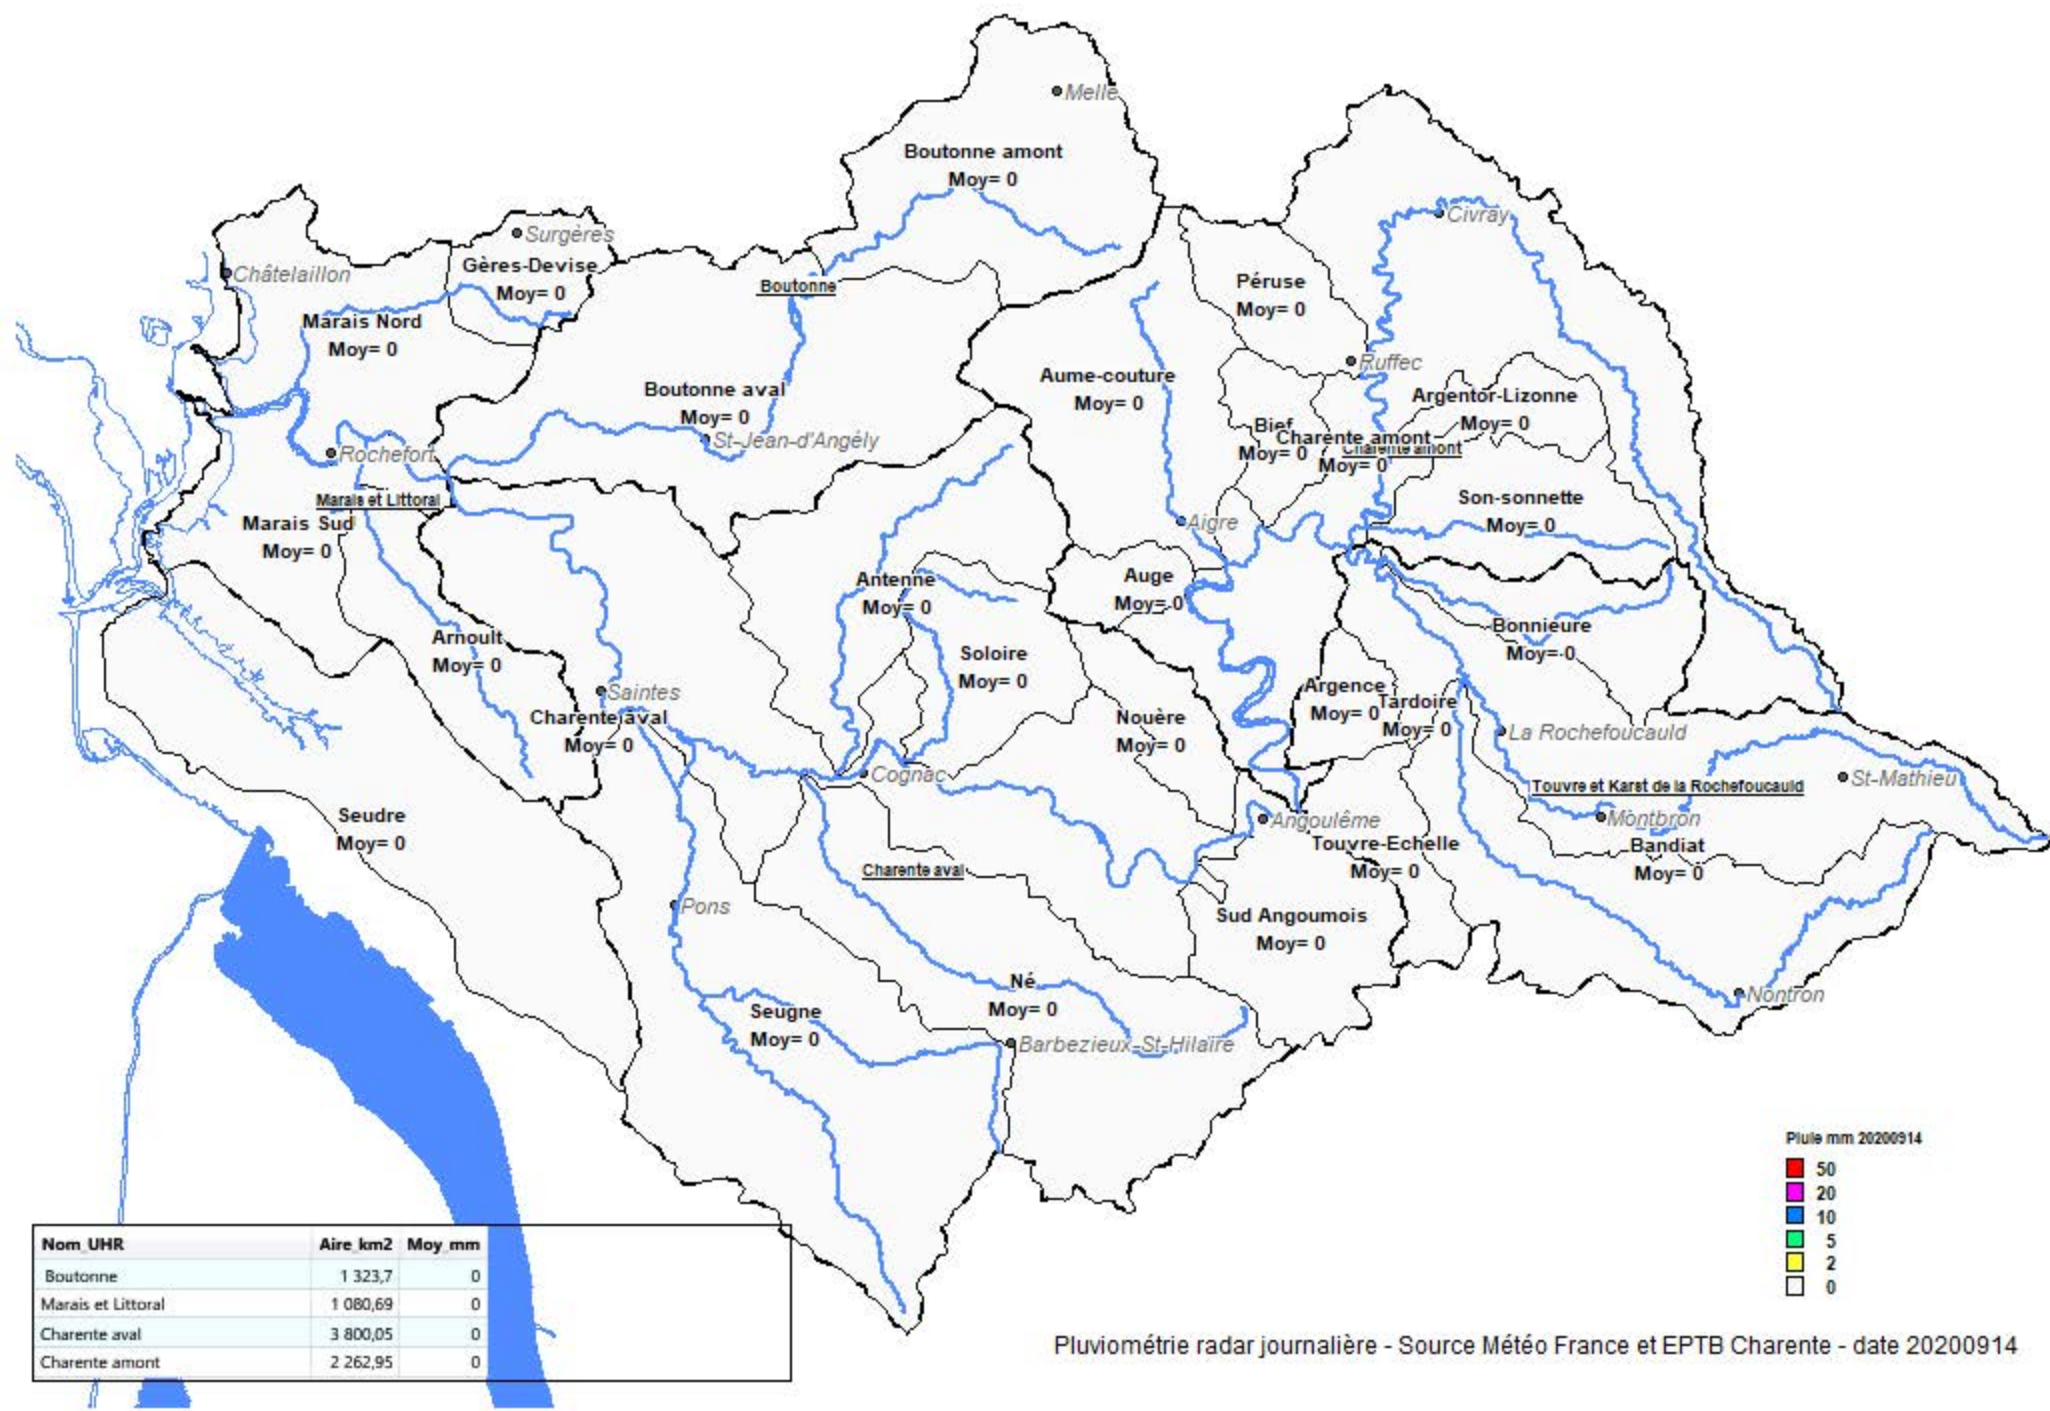 Melle
Boutonne amont
Moy= 0
Civray
Surgères
Châtelaillon
Gères-Devise
Moy= 0
Boutonne
Péruse
Moy= 0
Marais Nord
Moy= 0
Ruffec
Aume-couture
Moy= 0
Boutonne aval
Moy= 0
Argentor-Lizonne
Moy= 0
Bief
Moy= 0
Charente amont
Moy= 0
Charente amont
St-Jean-d'Angély
Rochefort
Marais et Littoral
Marais Sud
Moy= 0
Son-sonnette
Moy= 0
Aigre
Antenne
Moy= 0
Auge
Moy= 0
Bonnieure
Moy= 0
Arnoult
Moy= 0
Soloire
Moy= 0
Saintes
Argence
Moy= 0
Tardoire
Moy= 0
Charente aval
Moy= 0
Nouère
Moy= 0
La Rochefoucauld
Cognac
Touvre et Karst de la Rochefoucauld
St-Mathieu
Seudre
Moy= 0
Angoulême
Montbron
Touvre-Echelle
Moy= 0
Bandiat
Moy= 0
Charente aval
Pons
Sud Angoumois
Moy= 0
Né
Moy= 0
Nontron
Seugne
Moy= 0
Barbezieux-St-Hilaire
Pluie mm 20200914
50
20
10
5
2
0
Nom_UHR Aire_km2 Moy_mm
Boutonne 1 323,7 0
Marais et Littoral 1 080,69 0
Charente aval 3 800,05 0
Charente amont 2 262,95 0
Pluviométrie radar journalière - Source Météo France et EPTB Charente - date 20200914